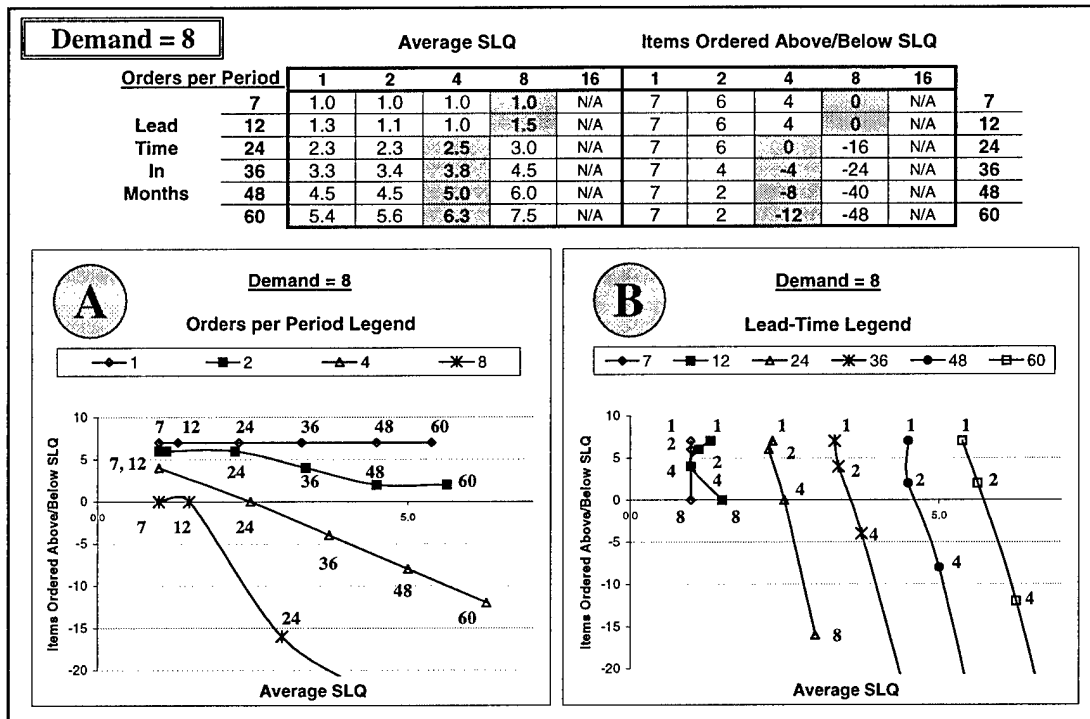 Demand = 8
Average SLQ Items Ordered Above/Below SLQ
Orders per Period 1 2 4 8 16 1 2 4 8 16
7 1.0 1.0 1.0 1.0 N/A 7 6 4 0 N/A 7
Lead 12 1.3 1.1 1.0 1.5 N/A 7 6 4 0 N/A 12
Time 24 2.3 2.3 2.5 3.0 N/A 7 6 0 -16 N/A 24
In 36 3.3 3.4 3.8 4.5 N/A 7 4 -4 -24 N/A 36
Months 48 4.5 4.5 5.0 6.0 N/A 7 2 -8 -40 N/A 48
60 5.4 5.6 6.3 7.5 N/A 7 2 -12 -48 N/A 60
A
Demand = 8
Orders per Period Legend
1 2 4 8
Items Ordered Above/Below SLQ
10
5
0
-5
-10
-15
-20
7 12 24 36 48 60
7, 12 24 36 48 60
0.0 5.0
7 12 24 36 48 60
24
Average SLQ
B
Demand = 8
Lead-Time Legend
7 12 24 36 48 60
Items Ordered Above/Below SLQ
10
5
0
-5
-10
-15
-20
1 1 1 1 1 1
2 2 2 2 2 2
4 4 4 4 4 4
8 8 8
0.0 5.0
Average SLQ